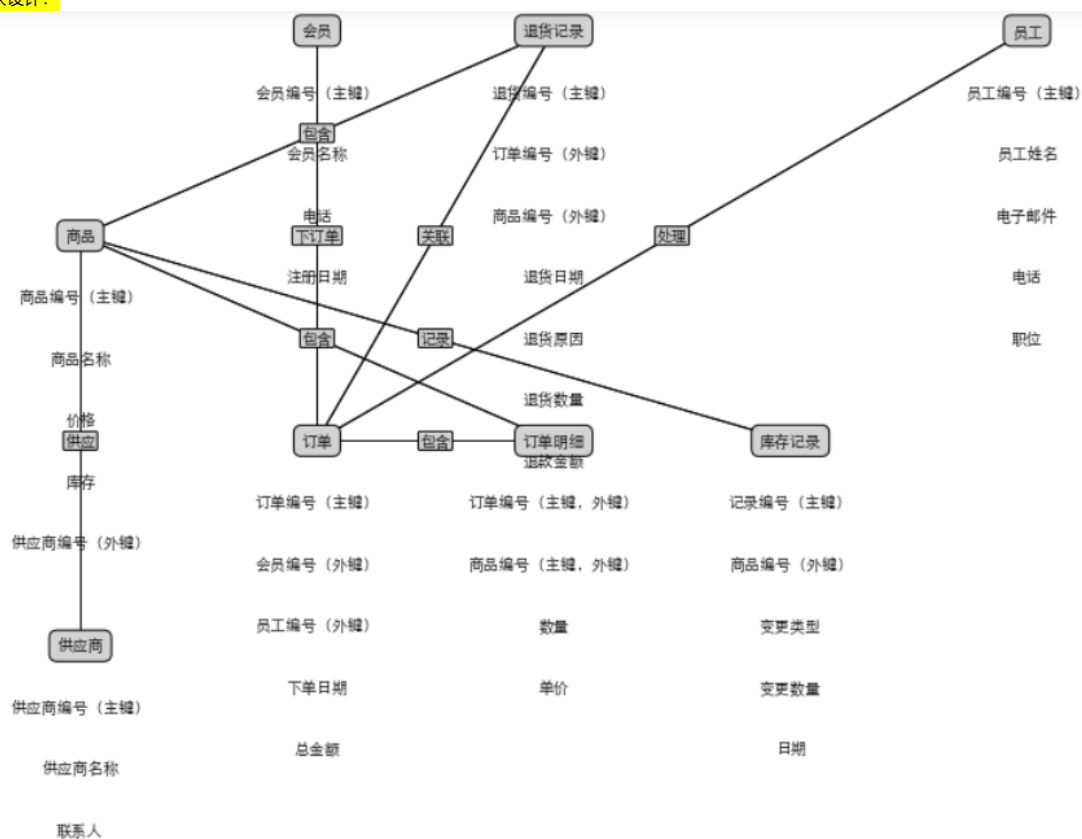 设计：
会员
退货记录
员工
会员编号（主键）
退货编号（主键）
员工编号（主键）
包含
会员名称
订单编号（外键）
员工姓名
电话
商品编号（外键）
电子邮件
商品
下订单
关联
处理
注册日期
退货日期
电话
商品编号（主键）
包含
记录
退货原因
职位
商品名称
退货数量
价格
供应
订单
包含
订单明细
库存记录
退款金额
库存
订单编号（主键）
订单编号（主键，外键）
记录编号（主键）
供应商编号（外键）
会员编号（外键）
商品编号（主键，外键）
商品编号（外键）
员工编号（外键）
数量
变更类型
供应商
下单日期
单价
变更数量
供应商编号（主键）
总金额
日期
供应商名称
联系人